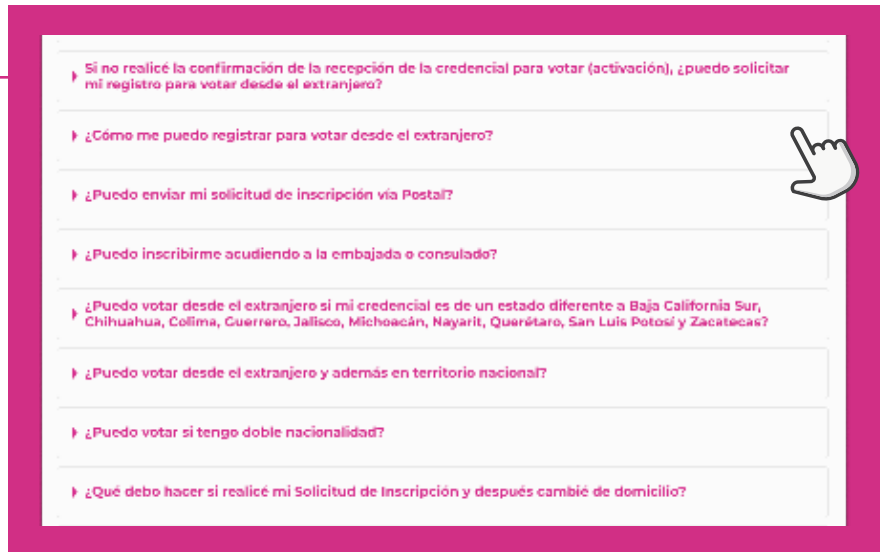 Si no realicé la confirmación de la recepción de la credencial para votar (activación), ¿puedo solicitar
mi registro para votar desde el extranjero?
¿Cómo me puedo registrar para votar desde el extranjero?
¿Puedo enviar mi solicitud de inscripción vía Postal?
¿Puedo inscribirme acudiendo a la embajada o consulado?
¿Puedo votar desde el extranjero si mi credencial es de un estado diferente a Baja California Sur,
Chihuahua, Colima, Guerrero, Jalisco, Michoacán, Nayarit, Querétaro, San Luis Potosí y Zacatecas?
¿Puedo votar desde el extranjero y además en territorio nacional?
¿Puedo votar si tengo doble nacionalidad?
¿Qué debo hacer si realicé mi Solicitud de Inscripción y después cambié de domicilio?